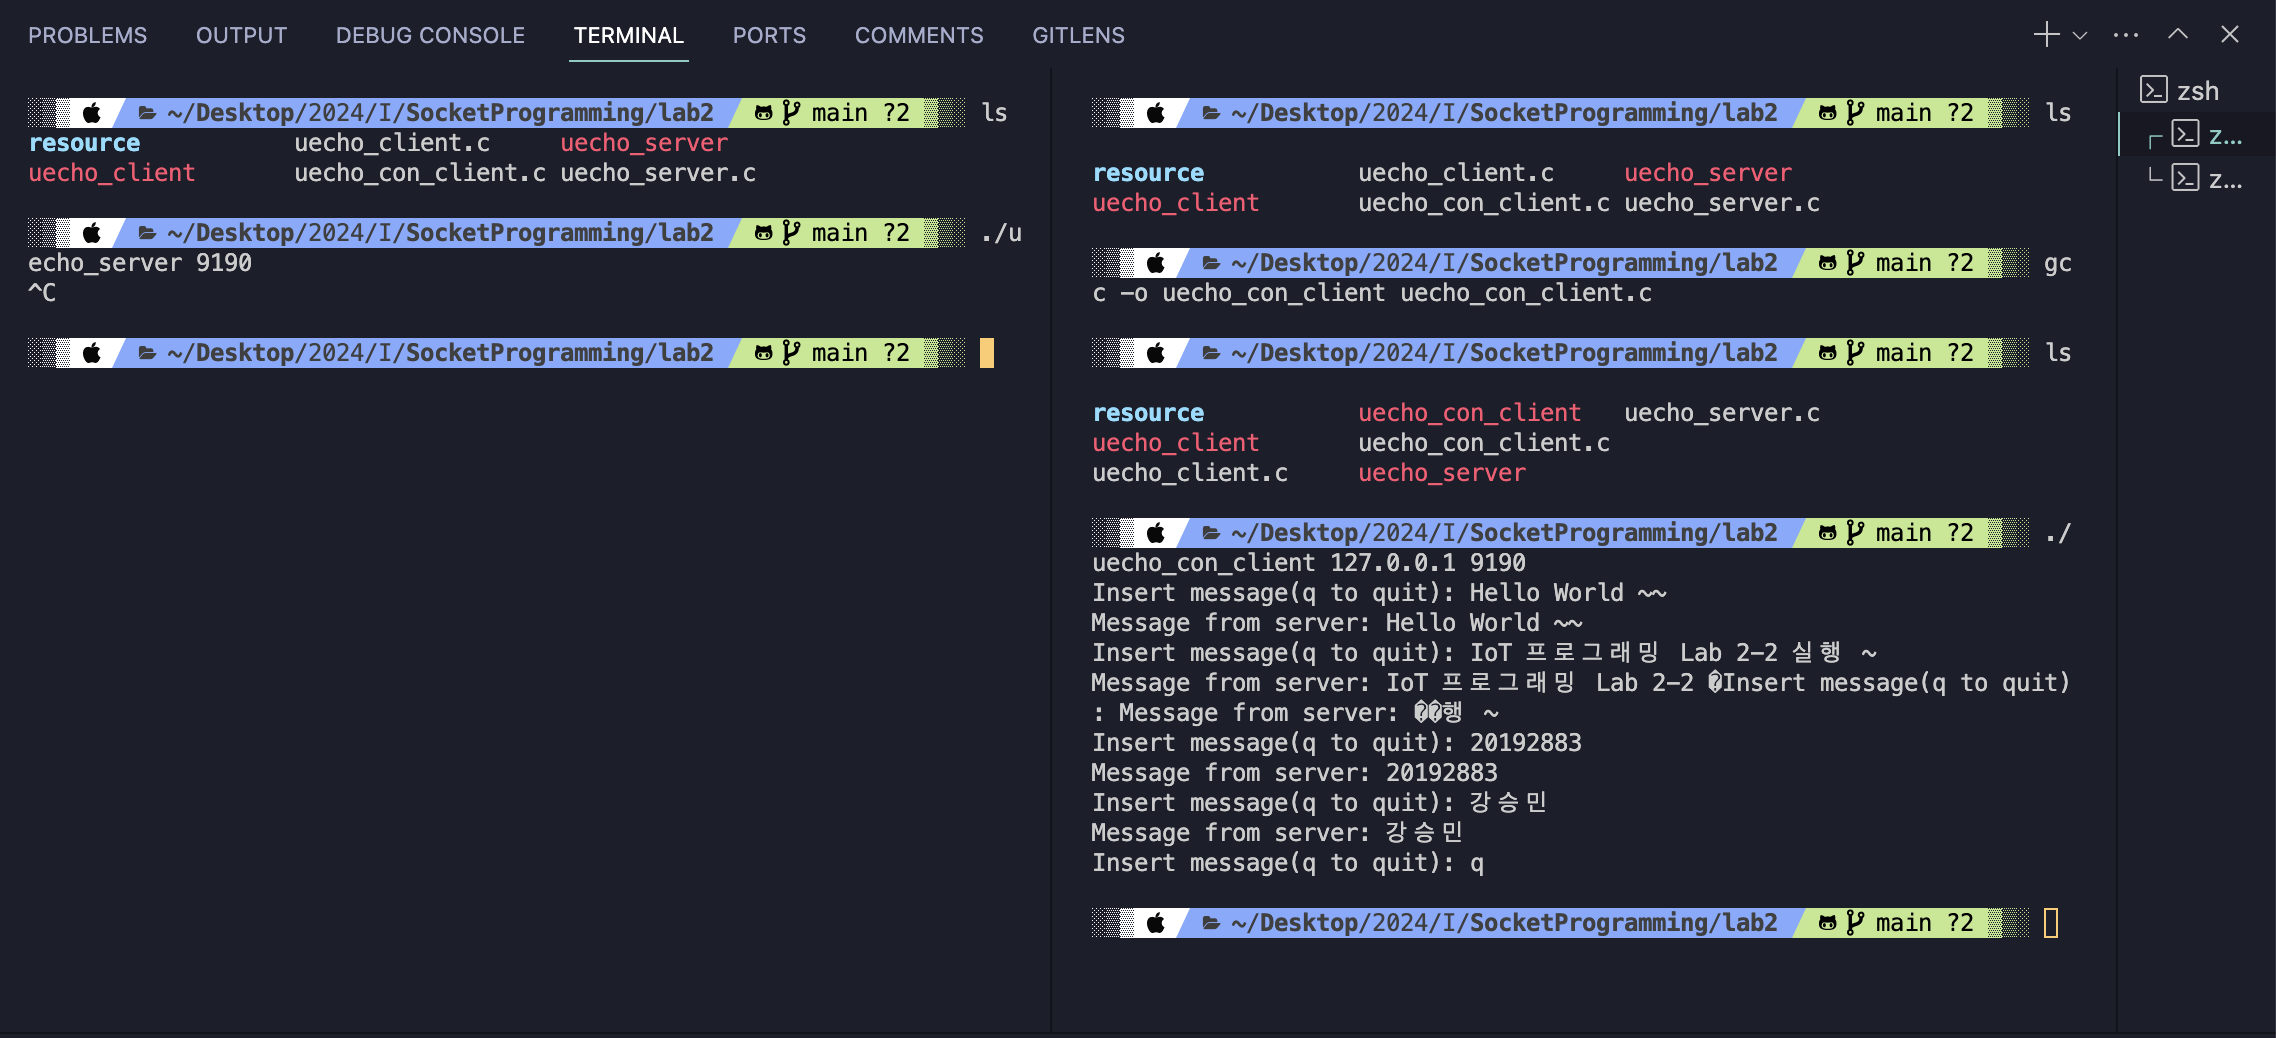 PROBLEMS OUTPUT DEBUG CONSOLE TERMINAL PORTS COMMENTS GITLENS
~/Desktop/2024/I/SocketProgramming/lab2 main ?2 ls
resource uecho_client.c uecho_server
uecho_client uecho_con_client.c uecho_server.c
~/Desktop/2024/I/SocketProgramming/lab2 main ?2 ./u
echo_server 9190
^C
~/Desktop/2024/I/SocketProgramming/lab2 main ?2
~/Desktop/2024/I/SocketProgramming/lab2 main ?2 ls
resource uecho_client.c uecho_server
uecho_client uecho_con_client.c uecho_server.c
~/Desktop/2024/I/SocketProgramming/lab2 main ?2 gc
c -o uecho_con_client uecho_con_client.c
~/Desktop/2024/I/SocketProgramming/lab2 main ?2 ls
resource uecho_con_client uecho_server.c
uecho_client uecho_con_client.c
uecho_client.c uecho_server
~/Desktop/2024/I/SocketProgramming/lab2 main ?2 ./
uecho_con_client 127.0.0.1 9190
Insert message(q to quit): Hello World ~~
Message from server: Hello World ~~
Insert message(q to quit): IoT 프로그래밍 Lab 2-2 실행 ~
Message from server: IoT 프로그래밍 Lab 2-2 �Insert message(q to quit)
: Message from server: ��행 ~
Insert message(q to quit): 20192883
Message from server: 20192883
Insert message(q to quit): 강승민
Message from server: 강승민
Insert message(q to quit): q
~/Desktop/2024/I/SocketProgramming/lab2 main ?2
zsh
z...
z...